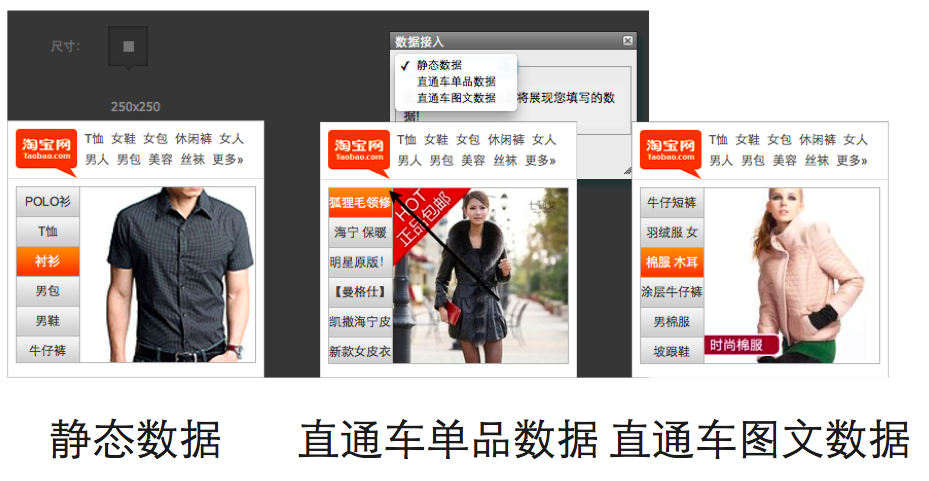 尺寸:
250x250
数据接入
✓ 静态数据
直通车单品数据
直通车图文数据
将展现您填写的数
据!
淘宝网
Taobao.com
T恤 女鞋 女包 休闲裤 女人
男人 男包 美容 丝袜 更多»
POLO衫
T恤
衬衫
男包
男鞋
牛仔裤
淘宝网
Taobao.com
T恤 女鞋 女包 休闲裤 女人
男人 男包 美容 丝袜 更多»
狐狸毛领修
海宁 保暖
明星原版!
【曼格仕】
凯撒海宁皮
新款女皮衣
HOT
正品包邮
淘宝网
Taobao.com
T恤 女鞋 女包 休闲裤 女人
男人 男包 美容 丝袜 更多»
牛仔短裤
羽绒服 女
棉服 木耳
涂层牛仔裤
男棉服
坡跟鞋
时尚棉服
静态数据
直通车单品数据
直通车图文数据